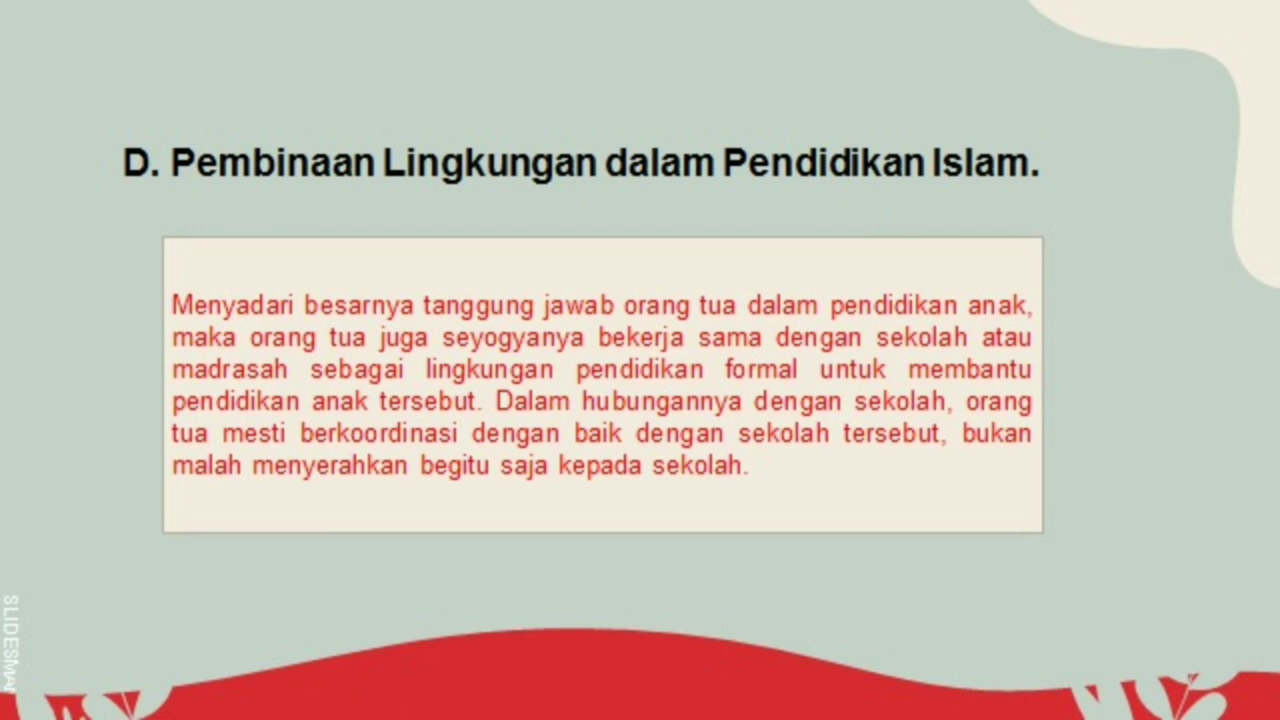 D. Pembinaan Lingkungan dalam Pendidikan Islam.
Menyadari besarnya tanggung jawab orang tua dalam pendidikan anak,
maka orang tua juga seyogyanya bekerja sama dengan sekolah atau
madrasah sebagai lingkungan pendidikan formal untuk membantu
pendidikan anak tersebut. Dalam hubungannya dengan sekolah, orang
tua mesti berkoordinasi dengan baik dengan sekolah tersebut, bukan
malah menyerahkan begitu saja kepada sekolah.